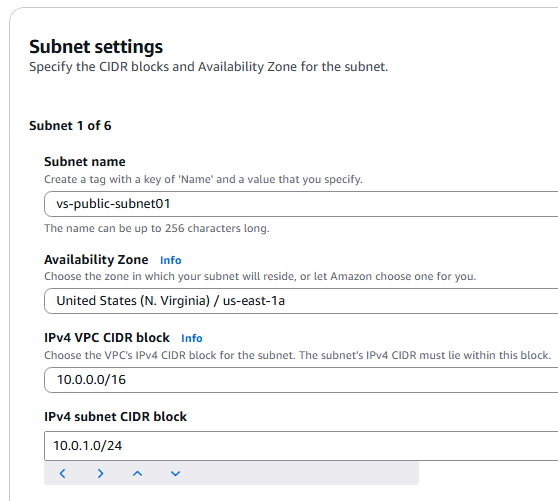 Subnet settings
Specify the CIDR blocks and Availability Zone for the subnet.
Subnet 1 of 6
Subnet name
Create a tag with a key of 'Name' and a value that you specify.
vs-public-subnet01
The name can be up to 256 characters long.
Availability Zone Info
Choose the zone in which your subnet will reside, or let Amazon choose one for you.
United States (N. Virginia) / us-east-1a
IPv4 VPC CIDR block Info
Choose the VPC's IPv4 CIDR block for the subnet. The subnet's IPv4 CIDR must lie within this block.
10.0.0.0/16
IPv4 subnet CIDR block
10.0.1.0/24